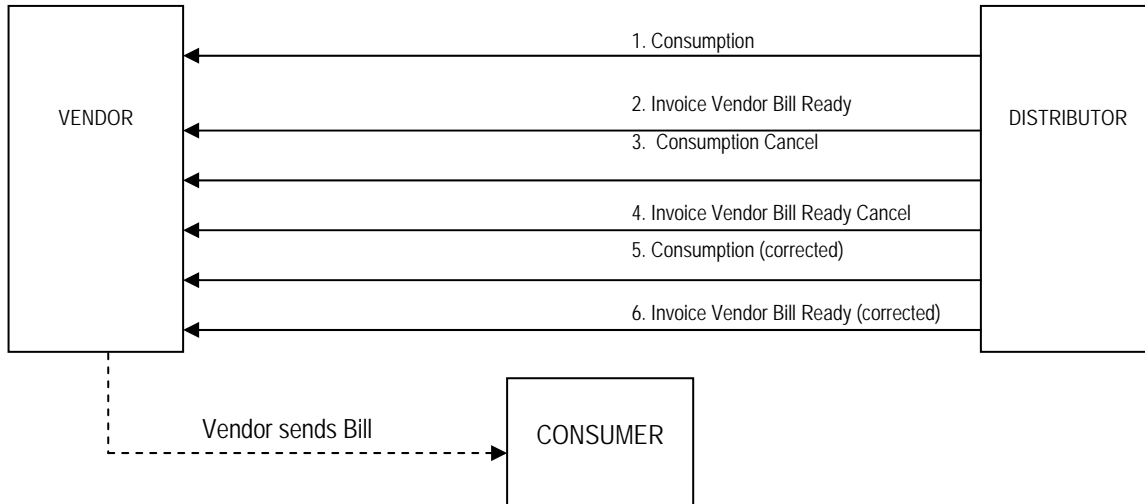 1. Consumption
2. Invoice Vendor Bill Ready
VENDOR
DISTRIBUTOR
3. Consumption Cancel
4. Invoice Vendor Bill Ready Cancel
5. Consumption (corrected)
6. Invoice Vendor Bill Ready (corrected)
Vendor sends Bill
CONSUMER